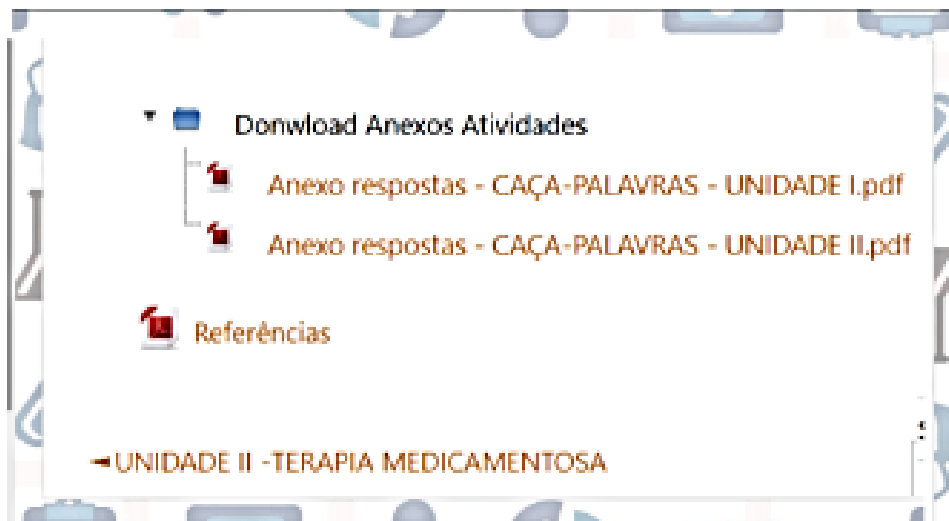 Donwload Anexos Atividades
Anexo respostas - CAÇA-PALAVRAS - UNIDADE I.pdf
Anexo respostas - CAÇA-PALAVRAS - UNIDADE II.pdf
Referências
◄UNIDADE II -TERAPIA MEDICAMENTOSA